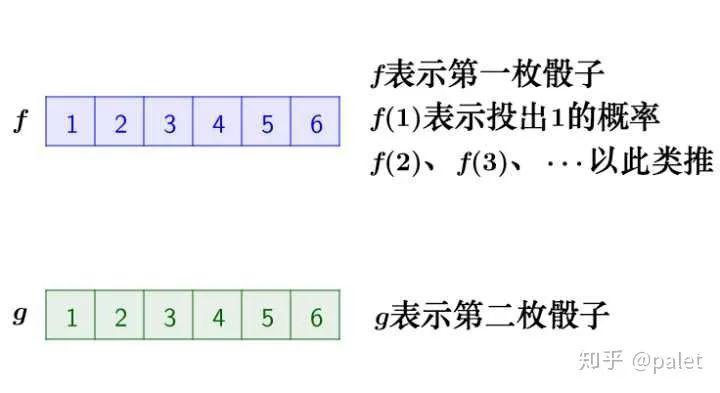 f表示第一枚骰子
f 1 2 3 4 5 6 f(1)表示投出1的概率
f(2)、f(3)、⋯以此类推
g 1 2 3 4 5 6 g表示第二枚骰子
知乎 @palet